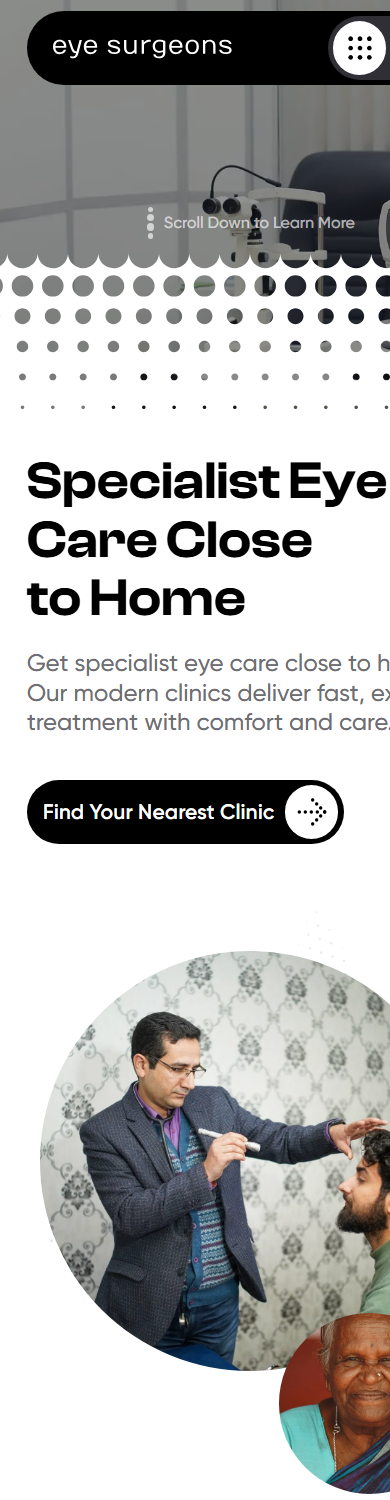 eye surgeons
Scroll Down to Learn More
Specialist Eye
Care Close
to Home
Get specialist eye care close to
Our modern clinics deliver fast,
treatment with comfort and care.
Find Your Nearest Clinic